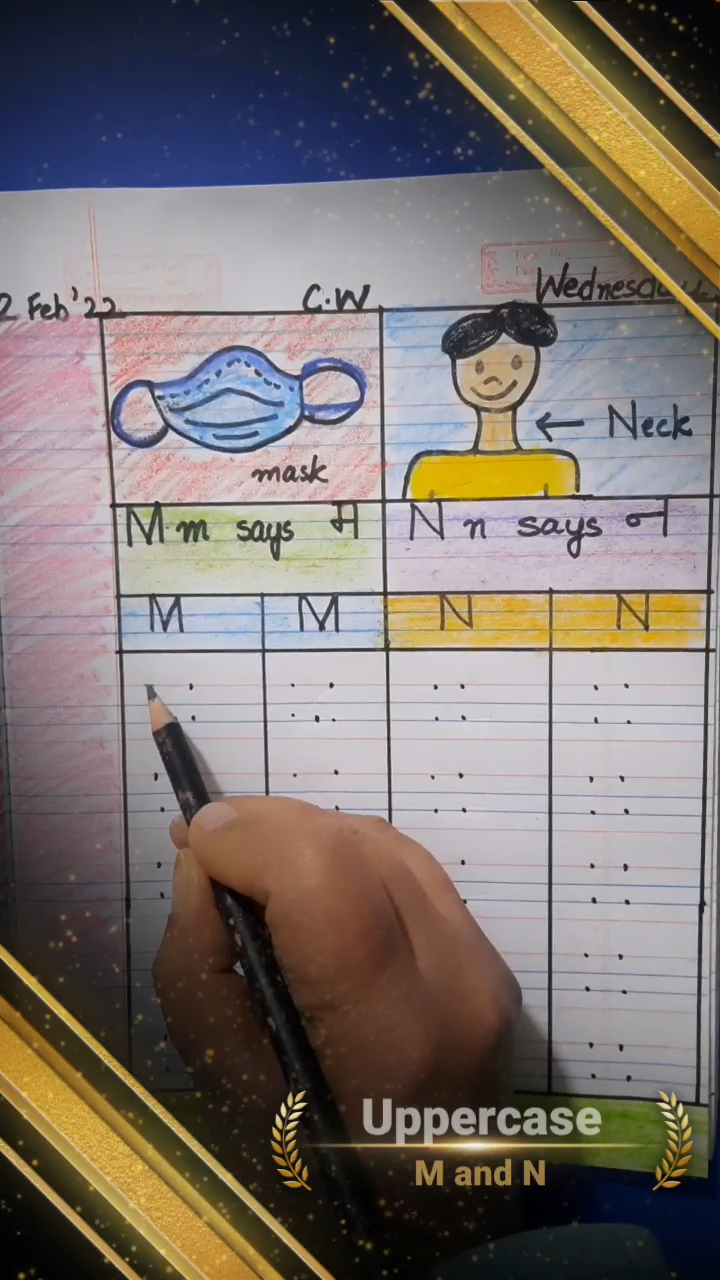 2 Feb'22 C.W Wednesday
← Neck
mask
M m says म N n says न
M M N N
Uppercase
M and N